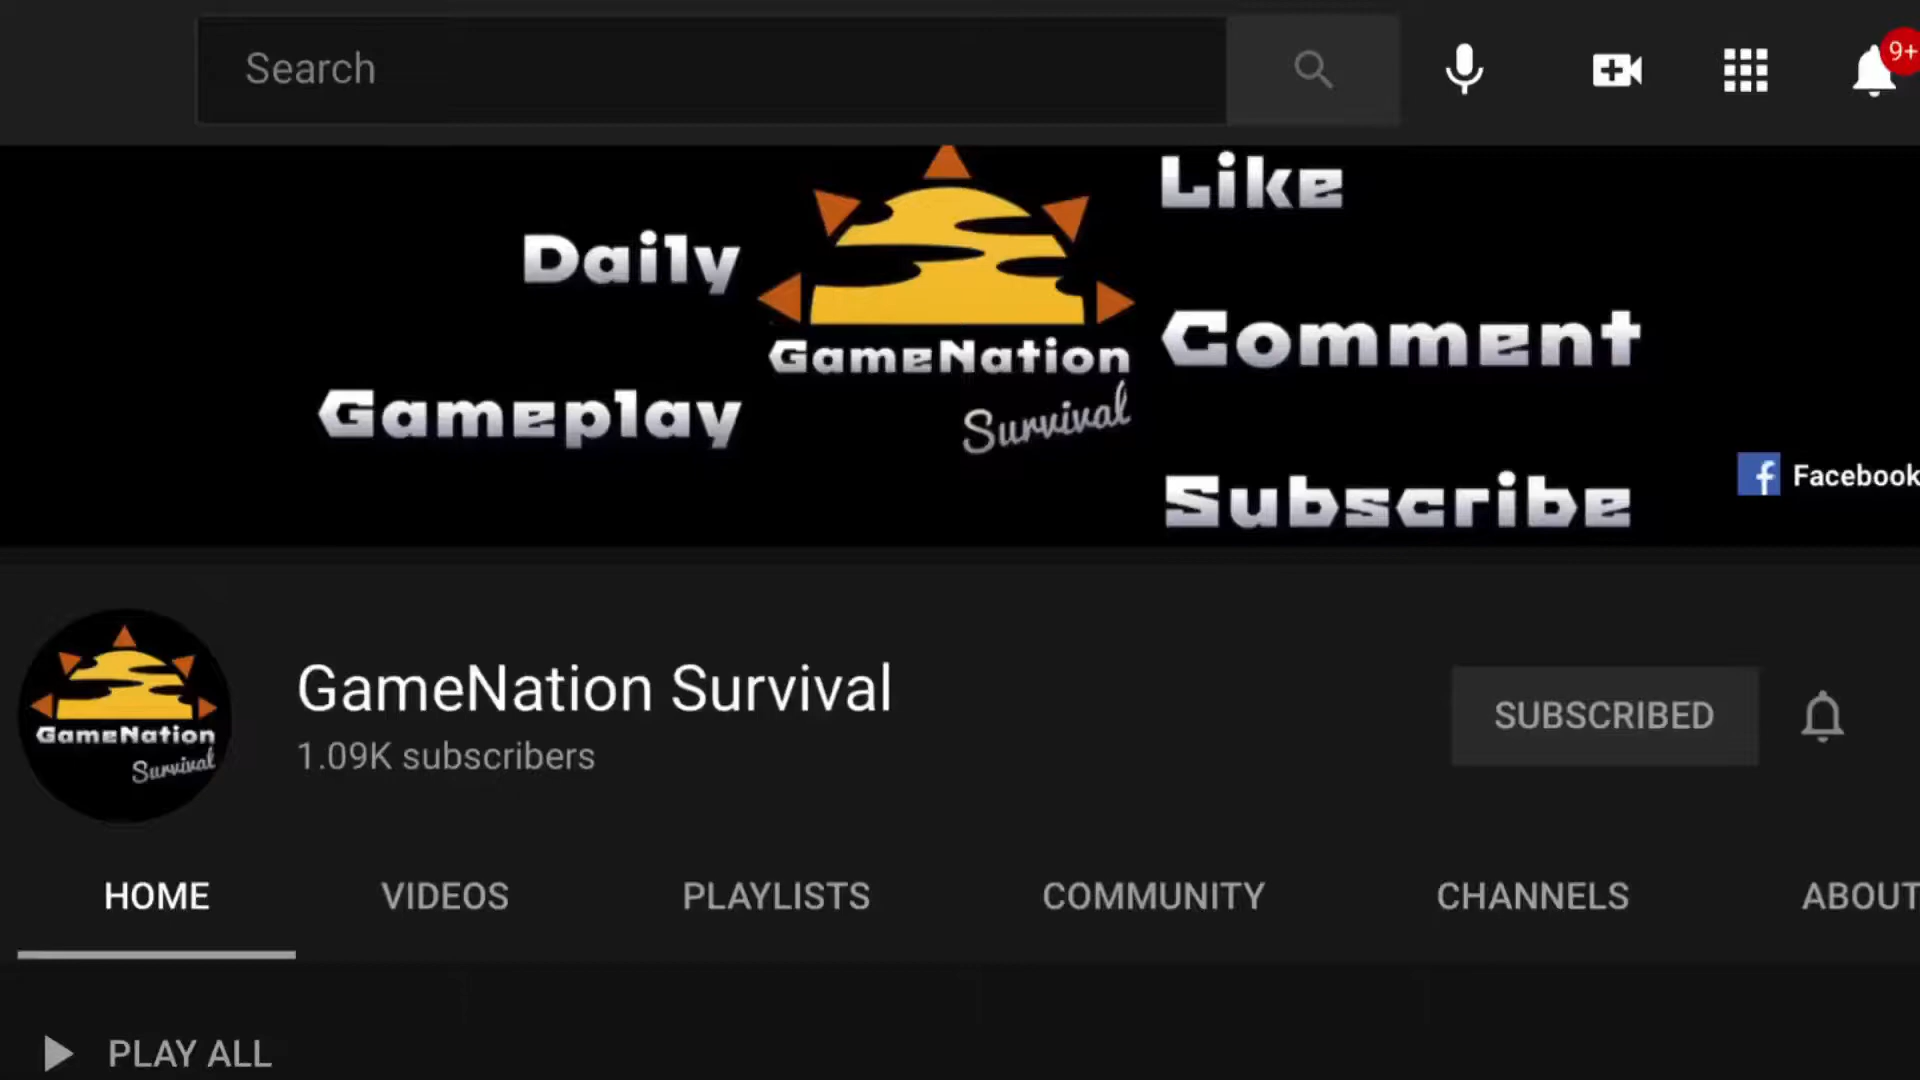 Search
9+
Daily
Gameplay
GameNation
Survival
Like
Comment
Subscribe
Facebook
GameNation
Survival
GameNation Survival
1.09K subscribers
SUBSCRIBED
HOME
VIDEOS
PLAYLISTS
COMMUNITY
CHANNELS
ABOUT
PLAY ALL